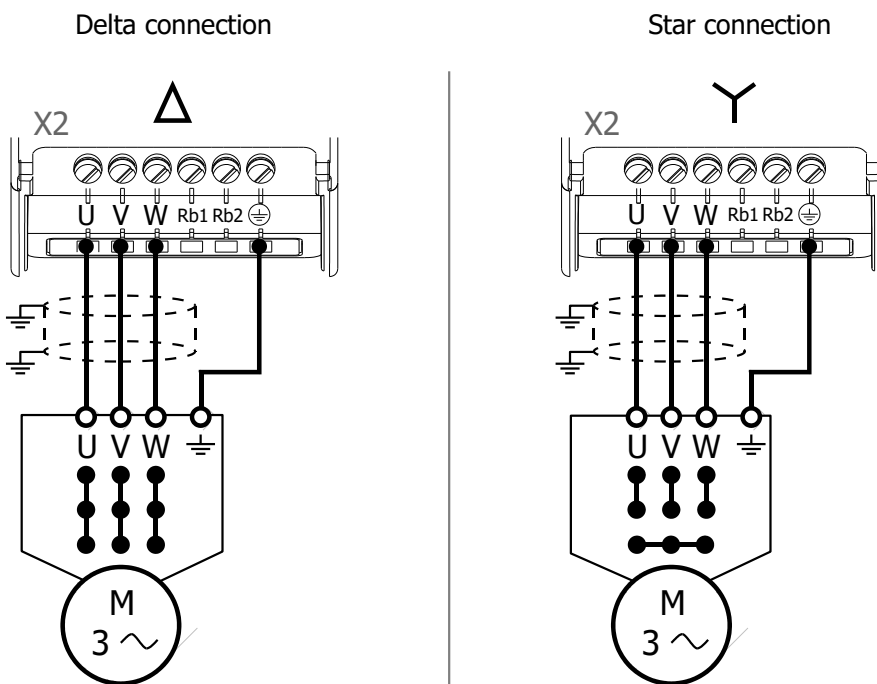 Delta connection
Star connection
X2
U V W Rb1 Rb2
U V W
M
3
X2
U V W Rb1 Rb2
U V W
M
3